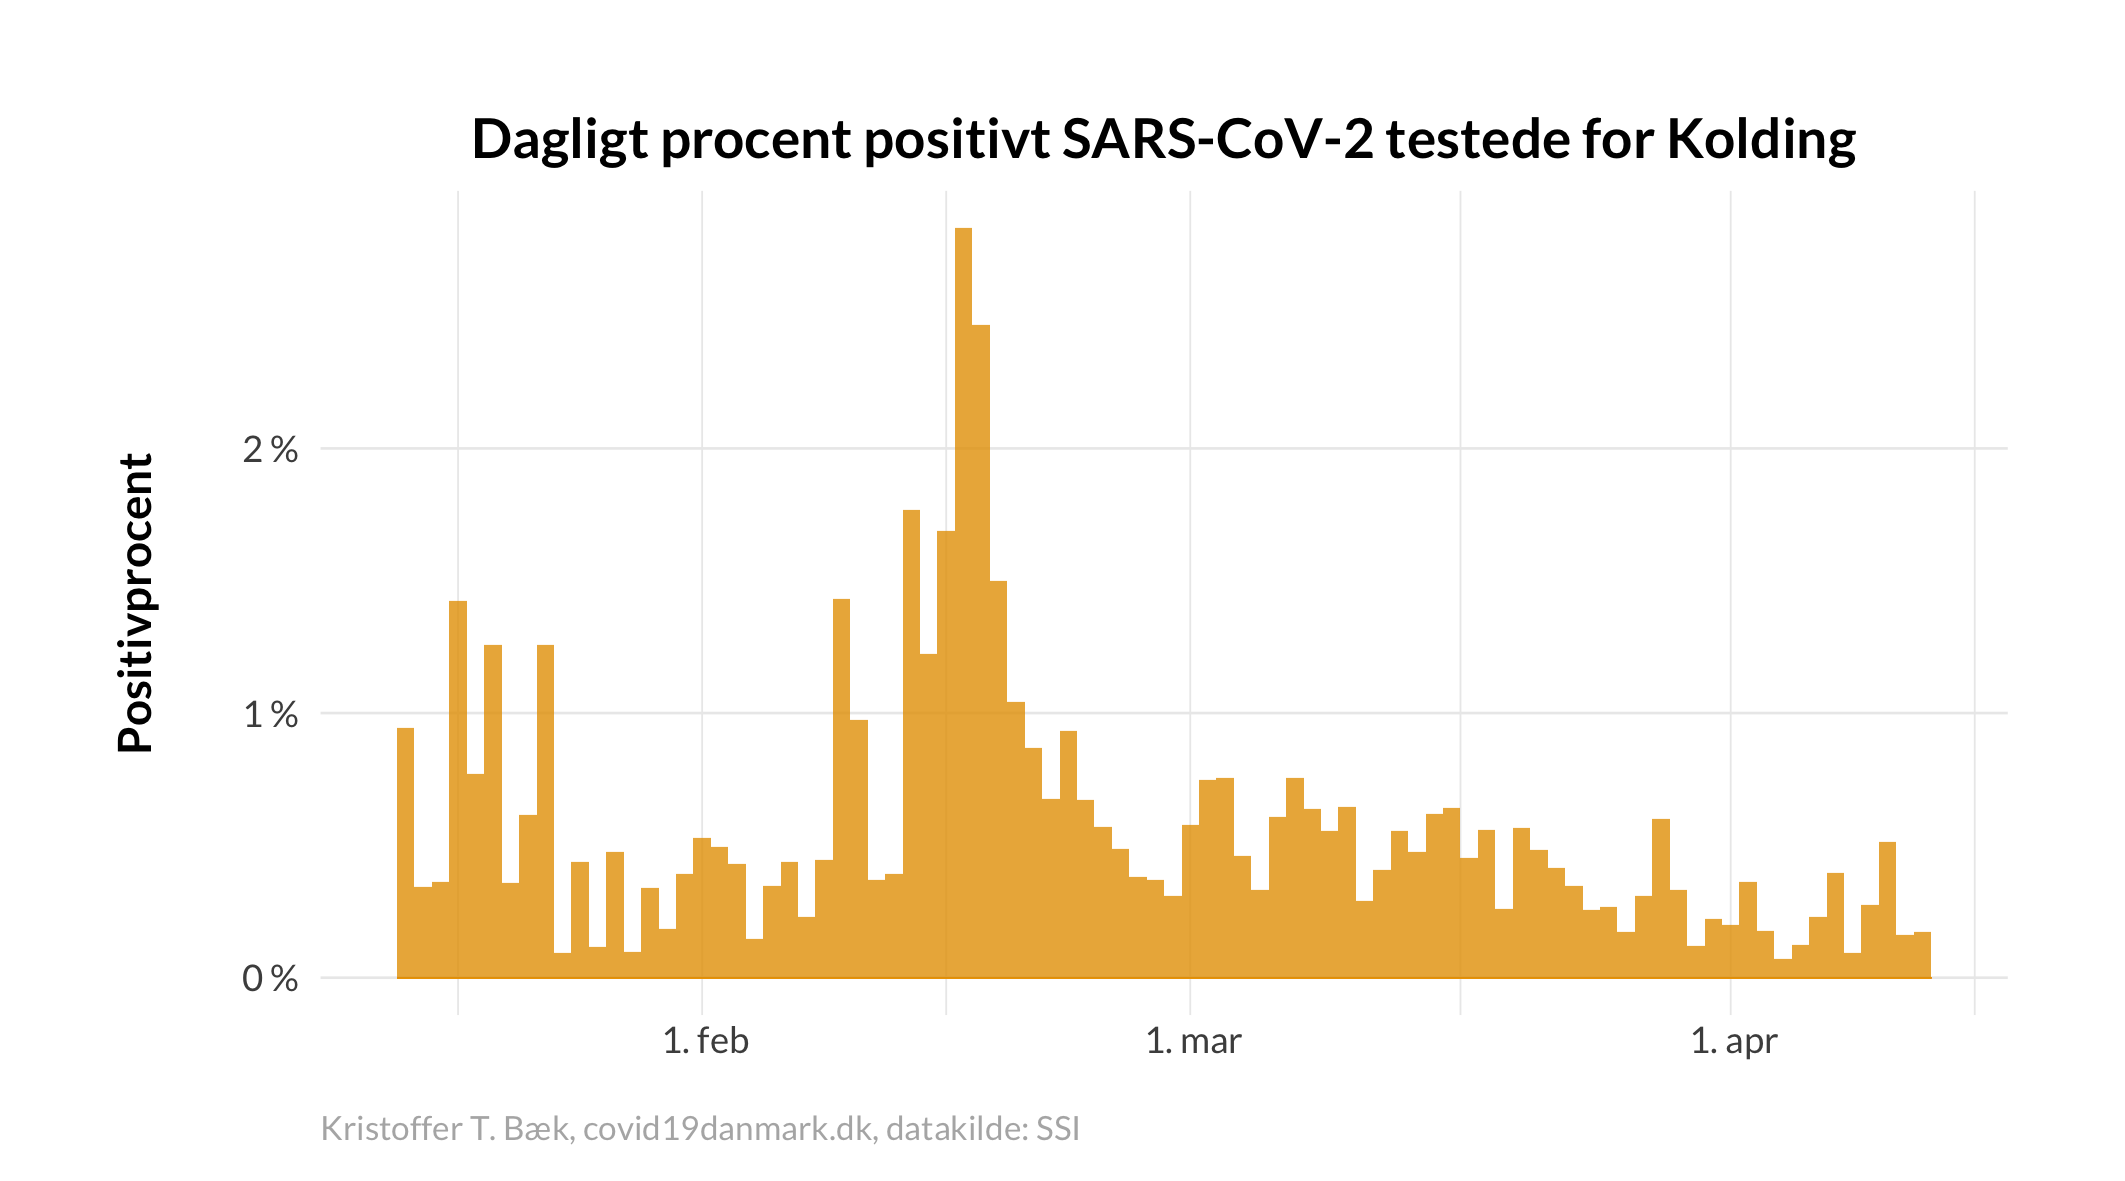 Dagligt procent positivt SARS-CoV-2 testede for Kolding
Positivprocent
2 %
1 %
0 %
1. feb
1. mar
1. apr
Kristoffer T. Bæk, covid19danmark.dk, datakilde: SSI